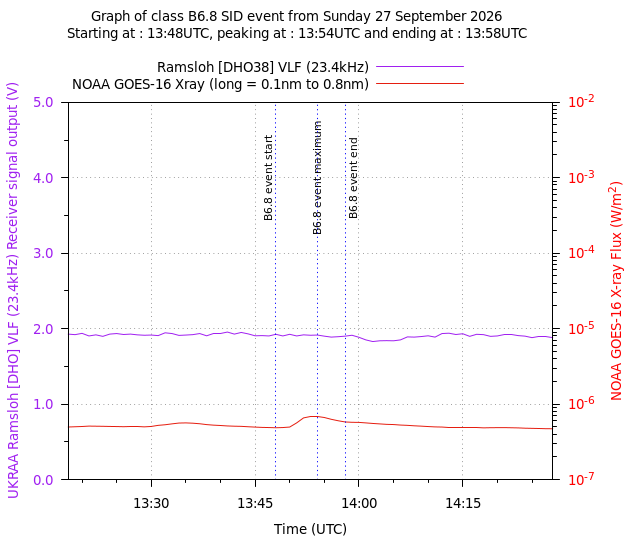 Graph of class B6.8 SID event from Sunday 27 September 2026
Starting at : 13:48UTC, peaking at : 13:54UTC and ending at : 13:58UTC
Ramsloh [DHO38] VLF (23.4kHz)
NOAA GOES-16 Xray (long = 0.1nm to 0.8nm)
UKRAA Ramsloh [DHO] VLF (23.4kHz) Receiver signal output (V)
5.0
4.0
3.0
2.0
1.0
0.0
B6.8 event start
B6.8 event maximum
B6.8 event end
10-2
10-3
10-4
10-5
10-6
10-7
NOAA GOES-16 X-ray Flux (W/m2)
13:30
13:45
14:00
14:15
Time (UTC)